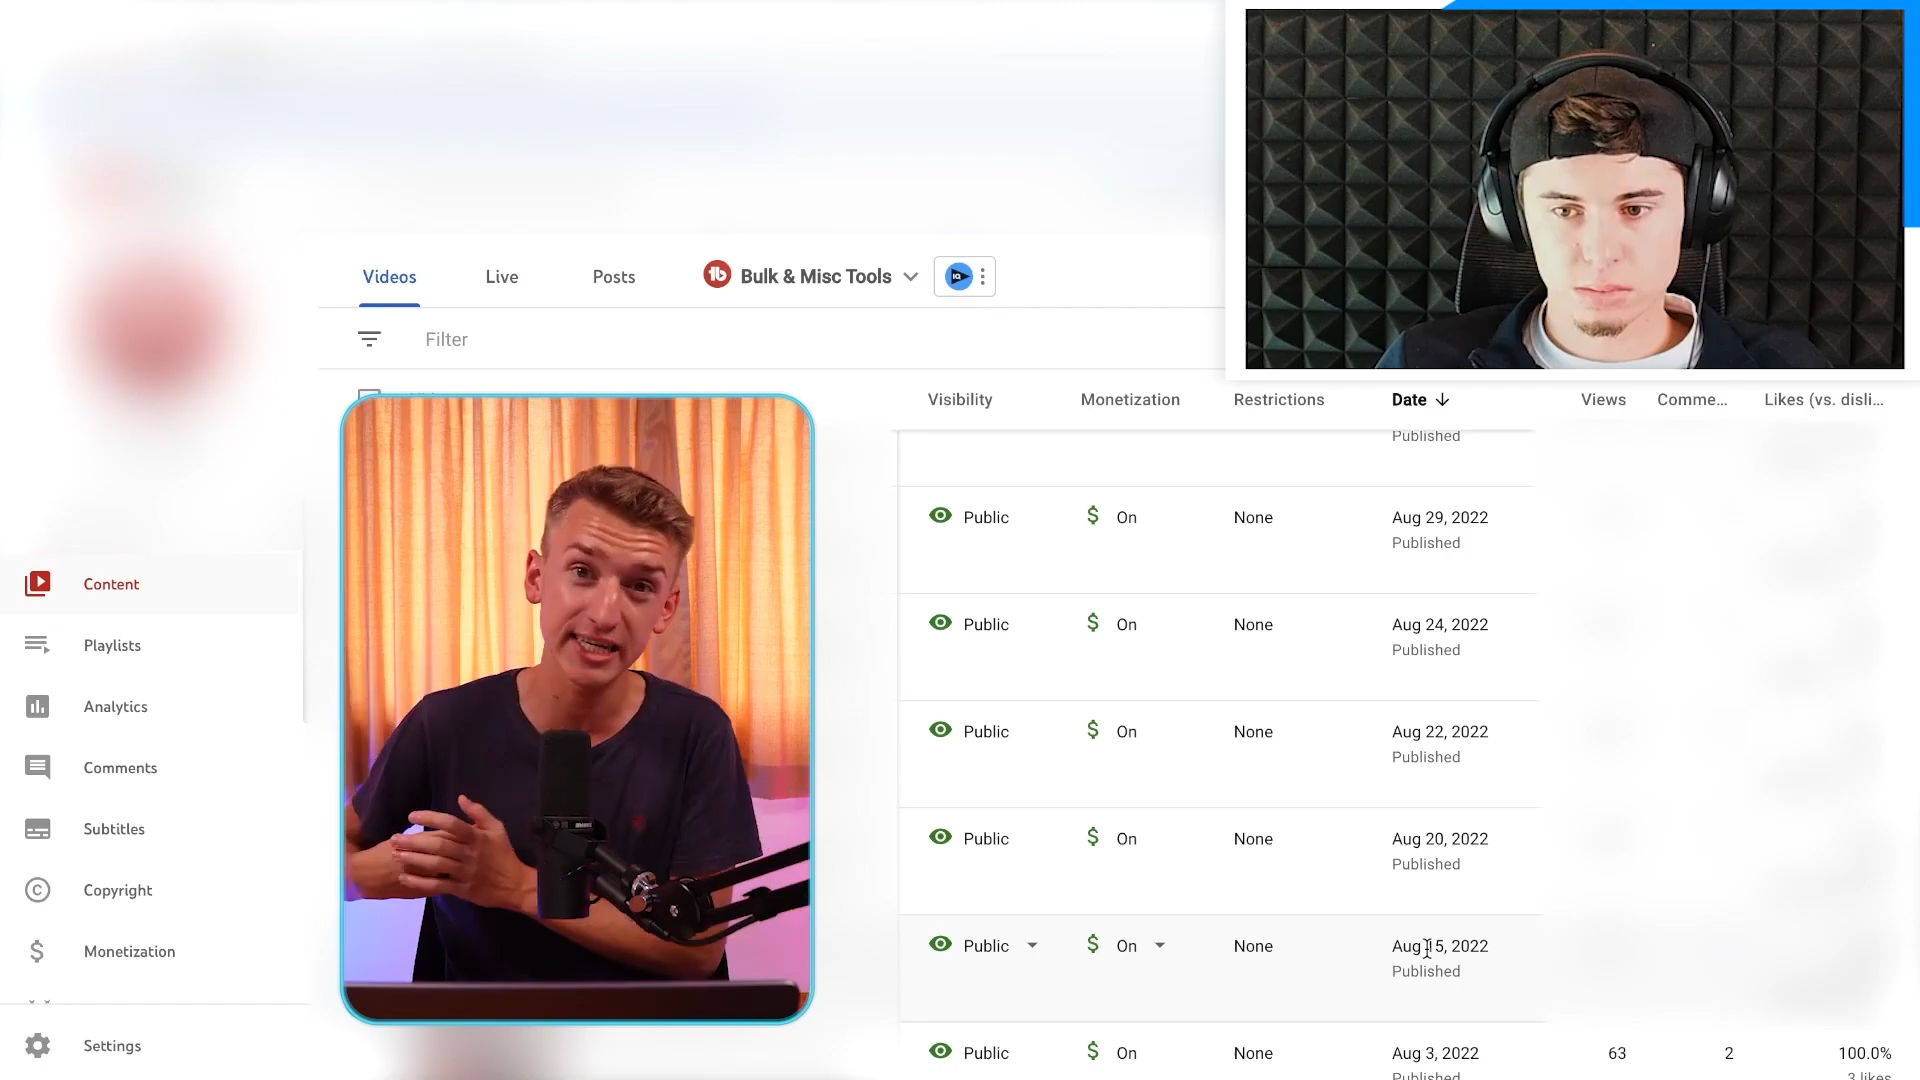 Videos
Live
Posts
Bulk & Misc Tools
Filter
Visibility
Monetization
Restrictions
Date
Views
Comme...
Likes (vs. disli...
Published
Public
On
None
Aug 29, 2022
Published
Public
On
None
Aug 24, 2022
Published
Public
On
None
Aug 22, 2022
Published
Public
On
None
Aug 20, 2022
Published
Public
On
None
Aug 15, 2022
Published
Public
On
None
Aug 3, 2022
63
2
100.0%
Published
3 likes
Content
Playlists
Analytics
Comments
Subtitles
Copyright
Monetization
Settings